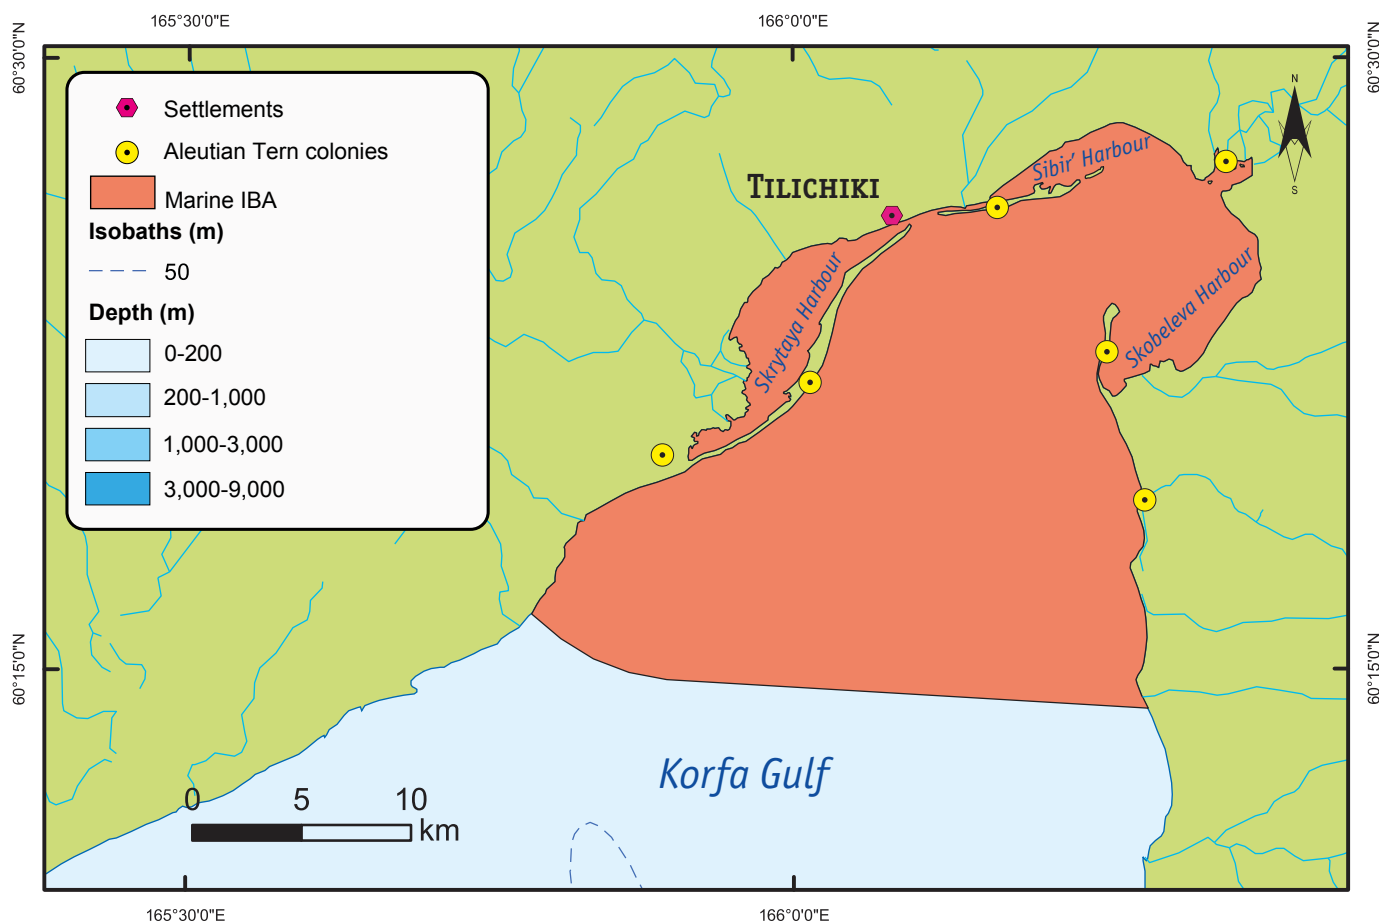 165°30'0"E
166°0'0"E
60°30'0"N
60°30'0"N
N
S
Settlements
Aleutian Tern colonies
Marine IBA
Isobaths (m)
50
Depth (m)
0-200
200-1,000
1,000-3,000
3,000-9,000
Sibir' Harbour
TILICHIKI
Skrytaya Harbour
Skobeleva Harbour
60°15'0"N
60°15'0"N
Korfa Gulf
0 5 10
km
165°30'0"E
166°0'0"E